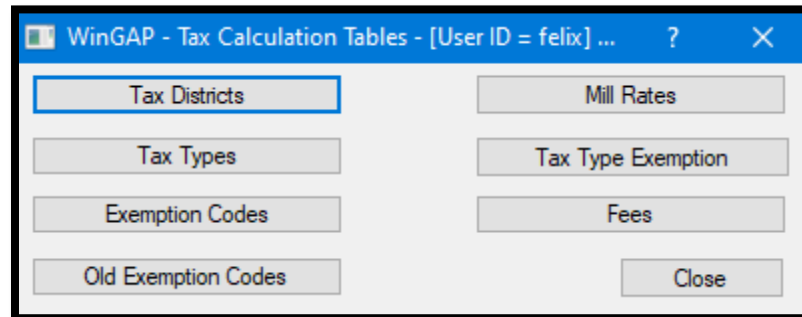 WinGAP - Tax Calculation Tables - [User ID = felix] ... ?
Tax Districts Mill Rates
Tax Types Tax Type Exemption
Exemption Codes Fees
Old Exemption Codes Close